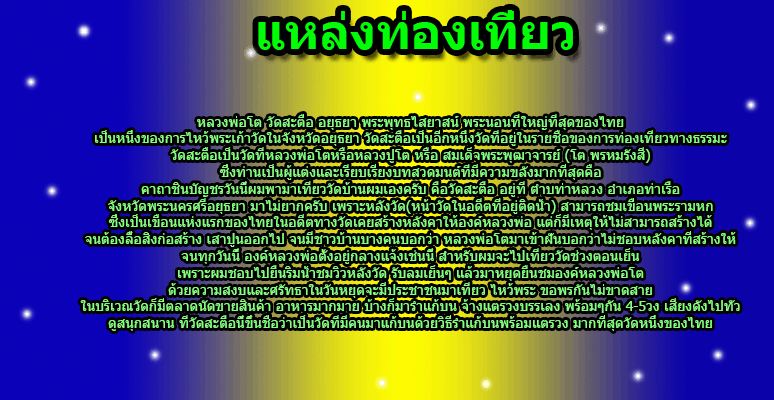 แหล่งท่องเที่ยว
หลวงพ่อโต วัดสะตือ อยุธยา พระพุทธไสยาสน์ พระนอนที่ใหญ่ที่สุดของไทย
เป็นหนึ่งของการไหว้พระเก้าวัดในจังหวัดอยุธยา วัดสะตือเป็นอีกหนึ่งวัดที่อยู่ในรายชื่อของการท่องเที่ยวทางธรรมะ
วัดสะตือเป็นวัดที่หลวงพ่อโตหรือหลวงปู่โต หรือ สมเด็จพระพุฒาจารย์ (โต พรหมรังสี)
ซึ่งท่านเป็นผู้แต่งและเรียบเรียงบทสวดมนต์ที่มีความขลังมากที่สุดคือ
คาถาชินบัญชรวันนี้ผมพามาเที่ยววัดบ้านผมเองครับ คือวัดสะตือ อยู่ที่ ตำบาท่าหลวง อำเภอท่าเรือ
จังหวัดพระนครศรีอยุธยา มาไม่ยากครับ เพราะหลังวัด(หน้าวัดในอดีตที่อยู่ติดน้ำ) สามารถชมเขื่อนพระรามหก
ซึ่งเป็นเขื่อนแห่งแรกของไทยในอดีตทางวัดเคยสร้างหลังคาให้องค์หลวงพ่อ แต่ก็มีเหตุให้ไม่สามารถสร้างได้
จนต้องลื้อสิ่งก่อสร้าง เสาปูนออกไป จนมีชาวบ้านบางคนบอกว่า หลวงพ่อโตมาเข้าฝันบอกว่าไม่ชอบหลังคาที่สร้างให้
จนทุกวันนี้ องค์หลวงพ่อตั้งอยู่กลางแจ้งเช่นนี้ สำหรับผมจะไปเที่ยววัดช่วงตอนเย็น
เพราะผมชอบไปยืนริมน้ำชมวิวหลังวัด รับลมเย็นๆ แล้วมาหยุดยืนชมองค์หลวงพ่อโต
ด้วยความสงบและศรัทธาในวันหยุดจะมีประชาชนมาเที่ยว ไหว้พระ ขอพรกันไม่ขาดสาย
ในบริเวณวัดก็มีตลาดนัดขายสินค้า อาหารมากมาย บ้างก็มารำแก้บน จ้างแตรวงบรรเลง พร้อมๆกัน 4-5วง เสียงดังไปทั่ว
ดูสนุกสนาน ที่วัดสะตือนี้ขึ้นชื่อว่าเป็นวัดที่มีคนมาแก้บนด้วยวิธีรำแก้บนพร้อมแตรวง มากที่สุดวัดหนึ่งของไทย